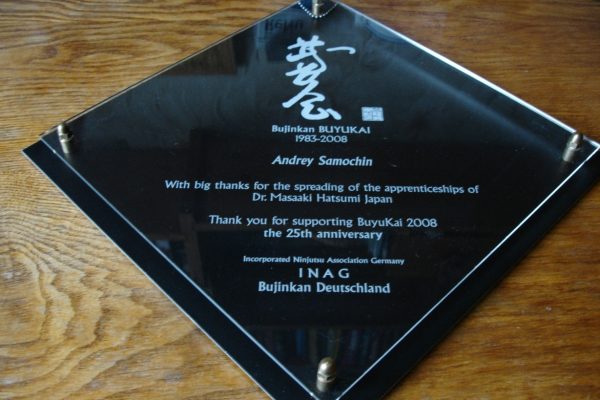 Bujinkan BUYUKAI
1983-2008
Andrey Samochin
With big thanks for the spreading of the apprenticeships of
Dr. Masaaki Hatsumi Japan
Thank you for supporting BuyuKai 2008
the 25th anniversary
Incorporated Ninjutsu Association Germany
INAG
Bujinkan Deutschland